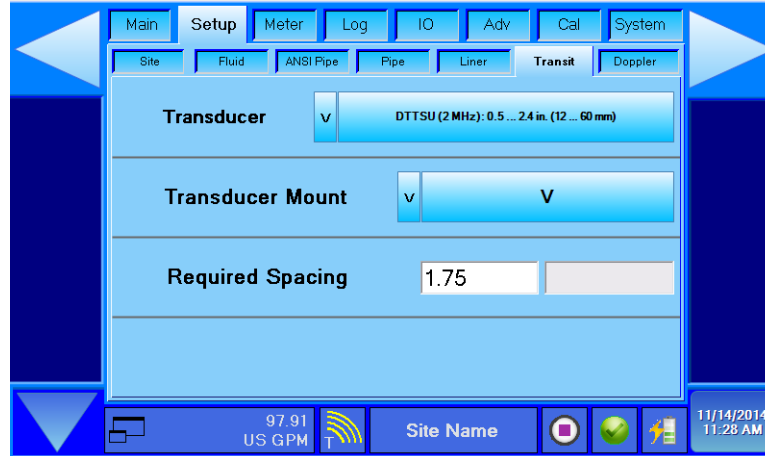 Main Setup Meter Log IO Adv Cal System
Site Fluid ANSI Pipe Pipe Liner Transit Doppler
Transducer v DTTSU (2 MHz): 0.5 ... 2.4 in. (12 ... 60 mm)
Transducer Mount v V
Required Spacing 1.75
97.91
US GPM T Site Name
11/14/2014
11:28 AM